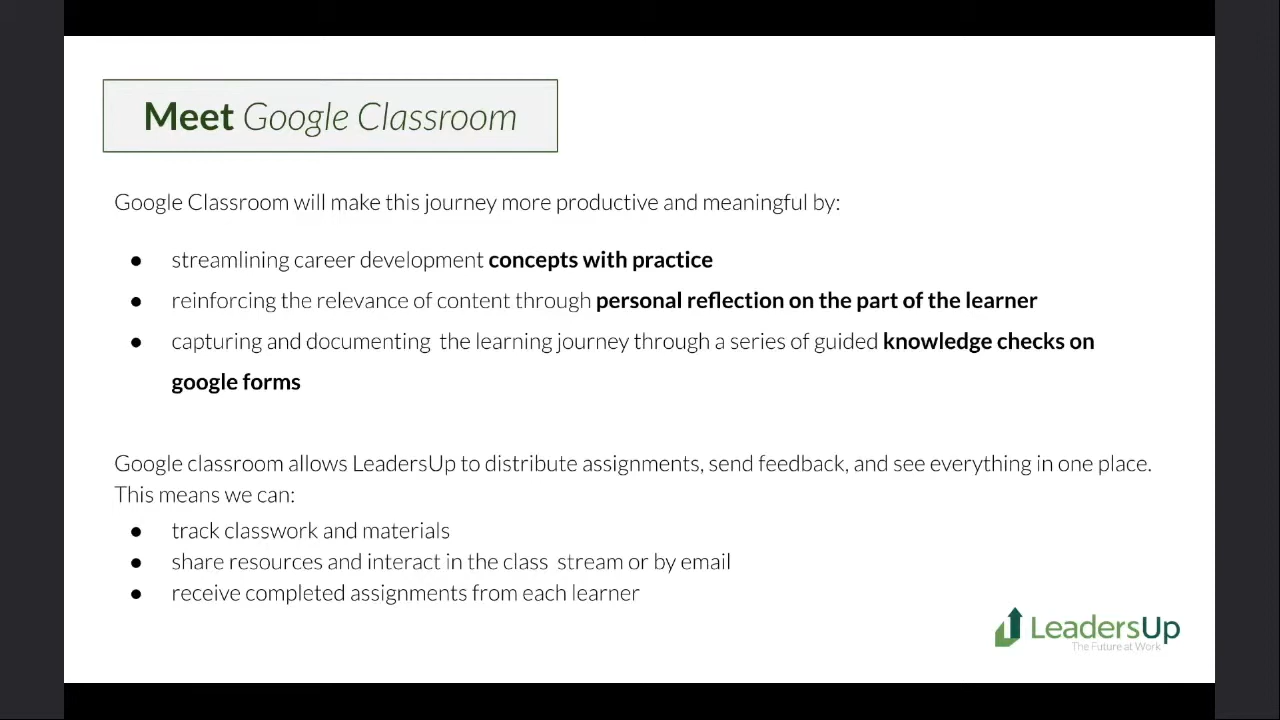 Meet Google Classroom
Google Classroom will make this journey more productive and meaningful by:
● streamlining career development concepts with practice
● reinforcing the relevance of content through personal reflection on the part of the learner
● capturing and documenting  the learning journey through a series of guided knowledge checks on
google forms
Google classroom allows LeadersUp to distribute assignments, send feedback, and see everything in one place.
This means we can:
● track classwork and materials
● share resources and interact in the class  stream or by email
● receive completed assignments from each learner
LeadersUp
The Future at Work